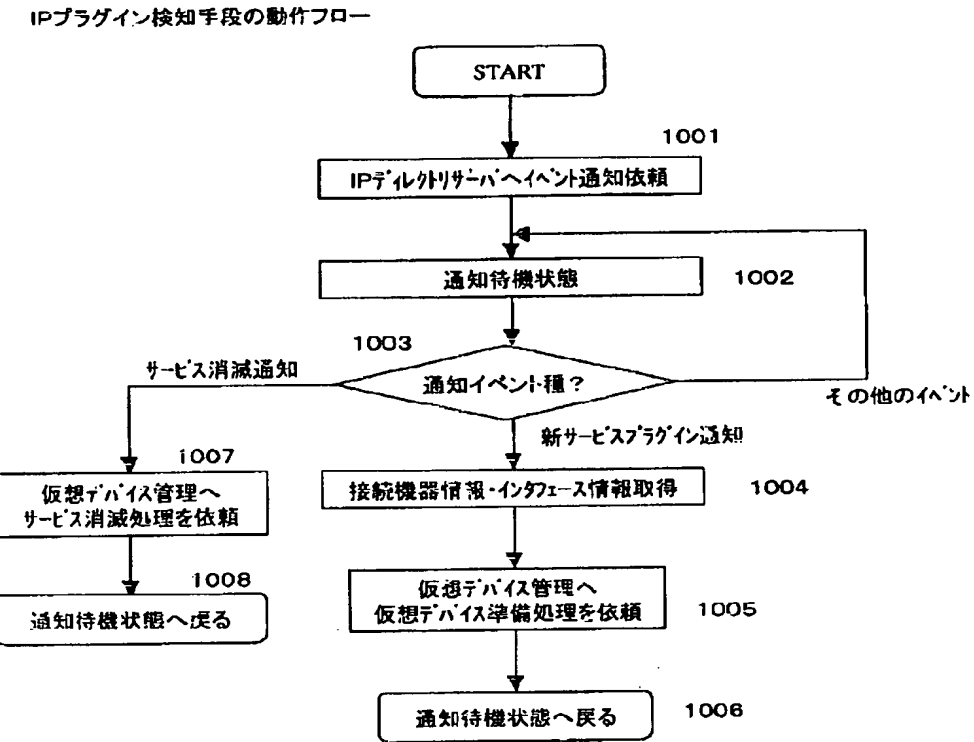 IPプラグイン検知手段の動作フロー
START
1001
IPディレクトリサーバへイベント通知依頼
通知待機状態
1002
1003
通知イベント種?
サービス消滅通知
その他のイベント
新サービスプラグイン通知
1007
仮想デバイス管理へ
サービス消滅処理を依頼
接続機器情報・インタフェース情報取得
1004
1008
通知待機状態へ戻る
仮想デバイス管理へ
仮想デバイス準備処理を依頼
1005
通知待機状態へ戻る
1006